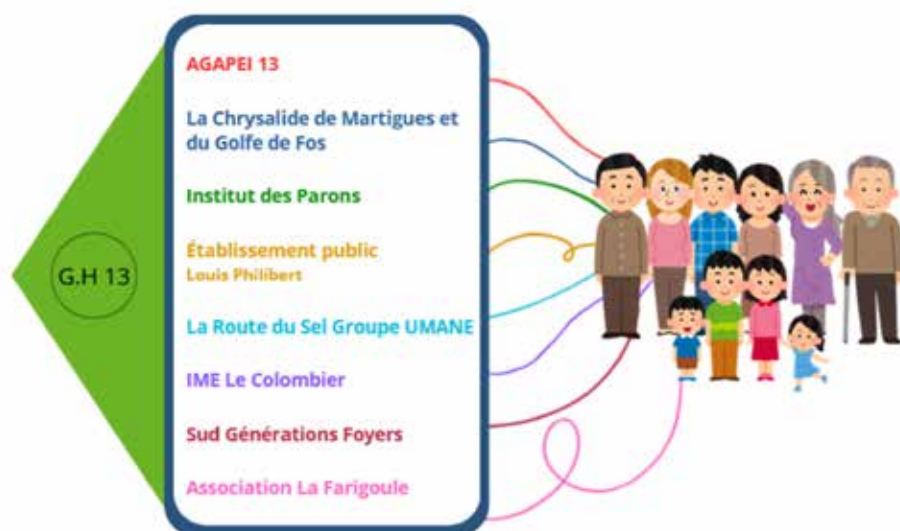 AGAPEI 13
La Chrysalide de Martigues et
du Golfe de Fos
Institut des Parons
G.H 13
Établissement public
Louis Philibert
La Route du Sel Groupe UMANE
IME Le Colombier
Sud Générations Foyers
Association La Farigoule